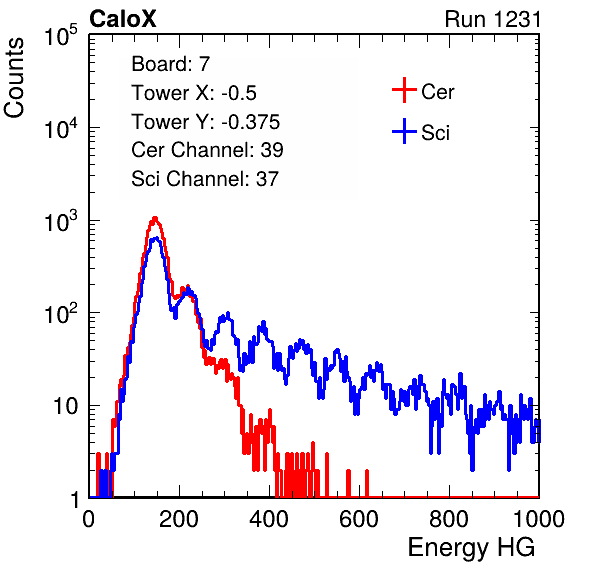 CaloX Run 1231
Counts
10^5
10^4
10^3
10^2
10
1
Board: 7
Tower X: -0.5
Tower Y: -0.375
Cer Channel: 39
Sci Channel: 37
Cer
Sci
0 200 400 600 800 1000
Energy HG